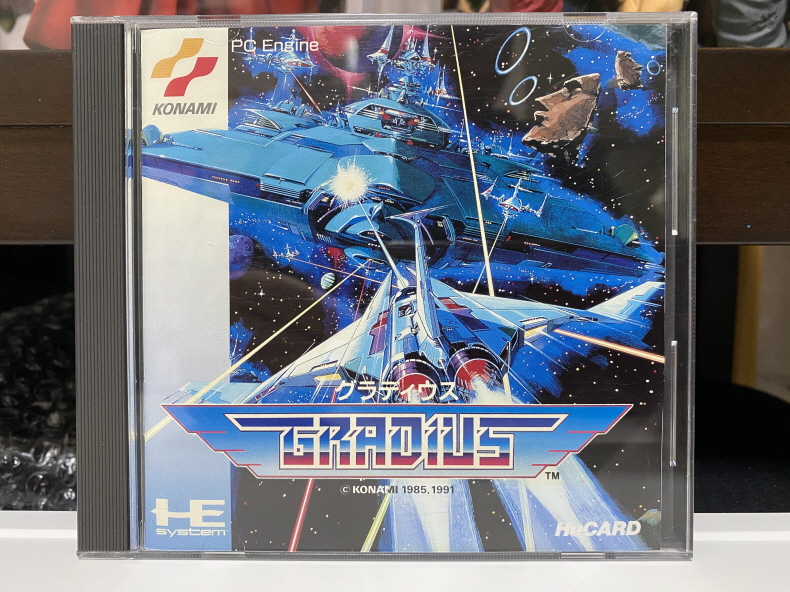 PC Engine
KONAMI
グラディウス
GRADIUS
TM
© KONAMI 1985, 1991
HE
system
HuCARD